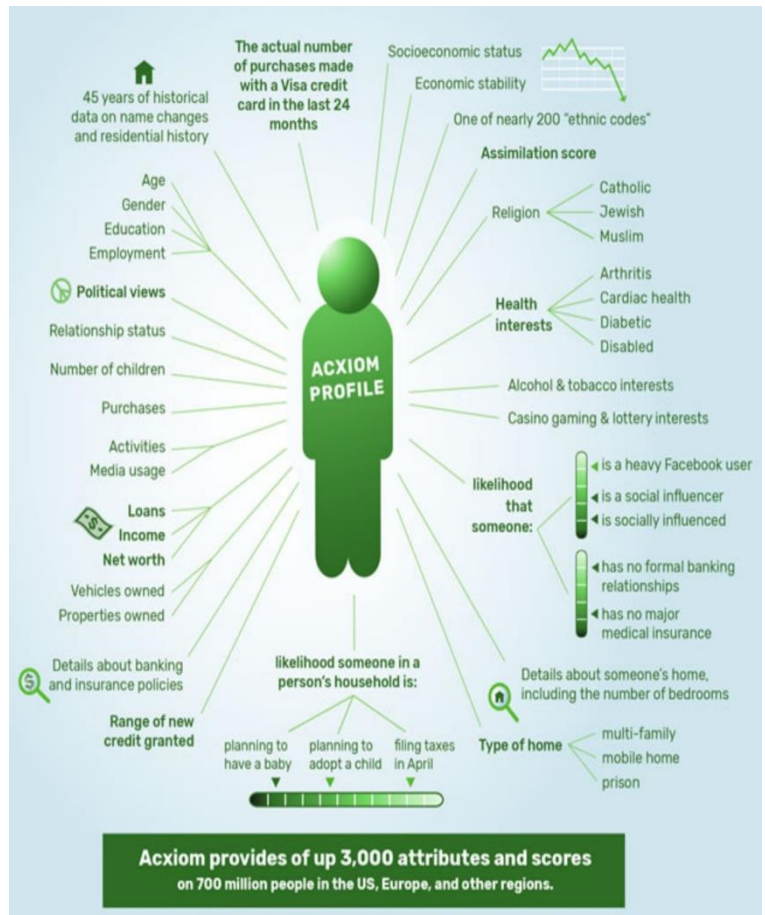 The actual number
of purchases made
with a Visa credit
card in the last 24
months
45 years of historical
data on name changes
and residential history
Socioeconomic status
Economic stability
One of nearly 200 "ethnic codes"
Assimilation score
Religion
Catholic
Jewish
Muslim
Age
Gender
Education
Employment
Political views
Relationship status
Number of children
Purchases
Activities
Media usage
Loans
Income
Net worth
Vehicles owned
Properties owned
Details about banking
and insurance policies
Range of new
credit granted
ACXIOM
PROFILE
Health
interests
Arthritis
Cardiac health
Diabetic
Disabled
Alcohol & tobacco interests
Casino gaming & lottery interests
likelihood
that
someone:
is a heavy Facebook user
is a social influencer
is socially influenced
has no formal banking
relationships
has no major
medical insurance
Details about someone's home,
including the number of bedrooms
Type of home
multi-family
mobile home
prison
likelihood someone in a
person's household is:
planning to
have a baby
planning to
adopt a child
filing taxes
in April
Acxiom provides of up 3,000 attributes and scores
on 700 million people in the US, Europe, and other regions.